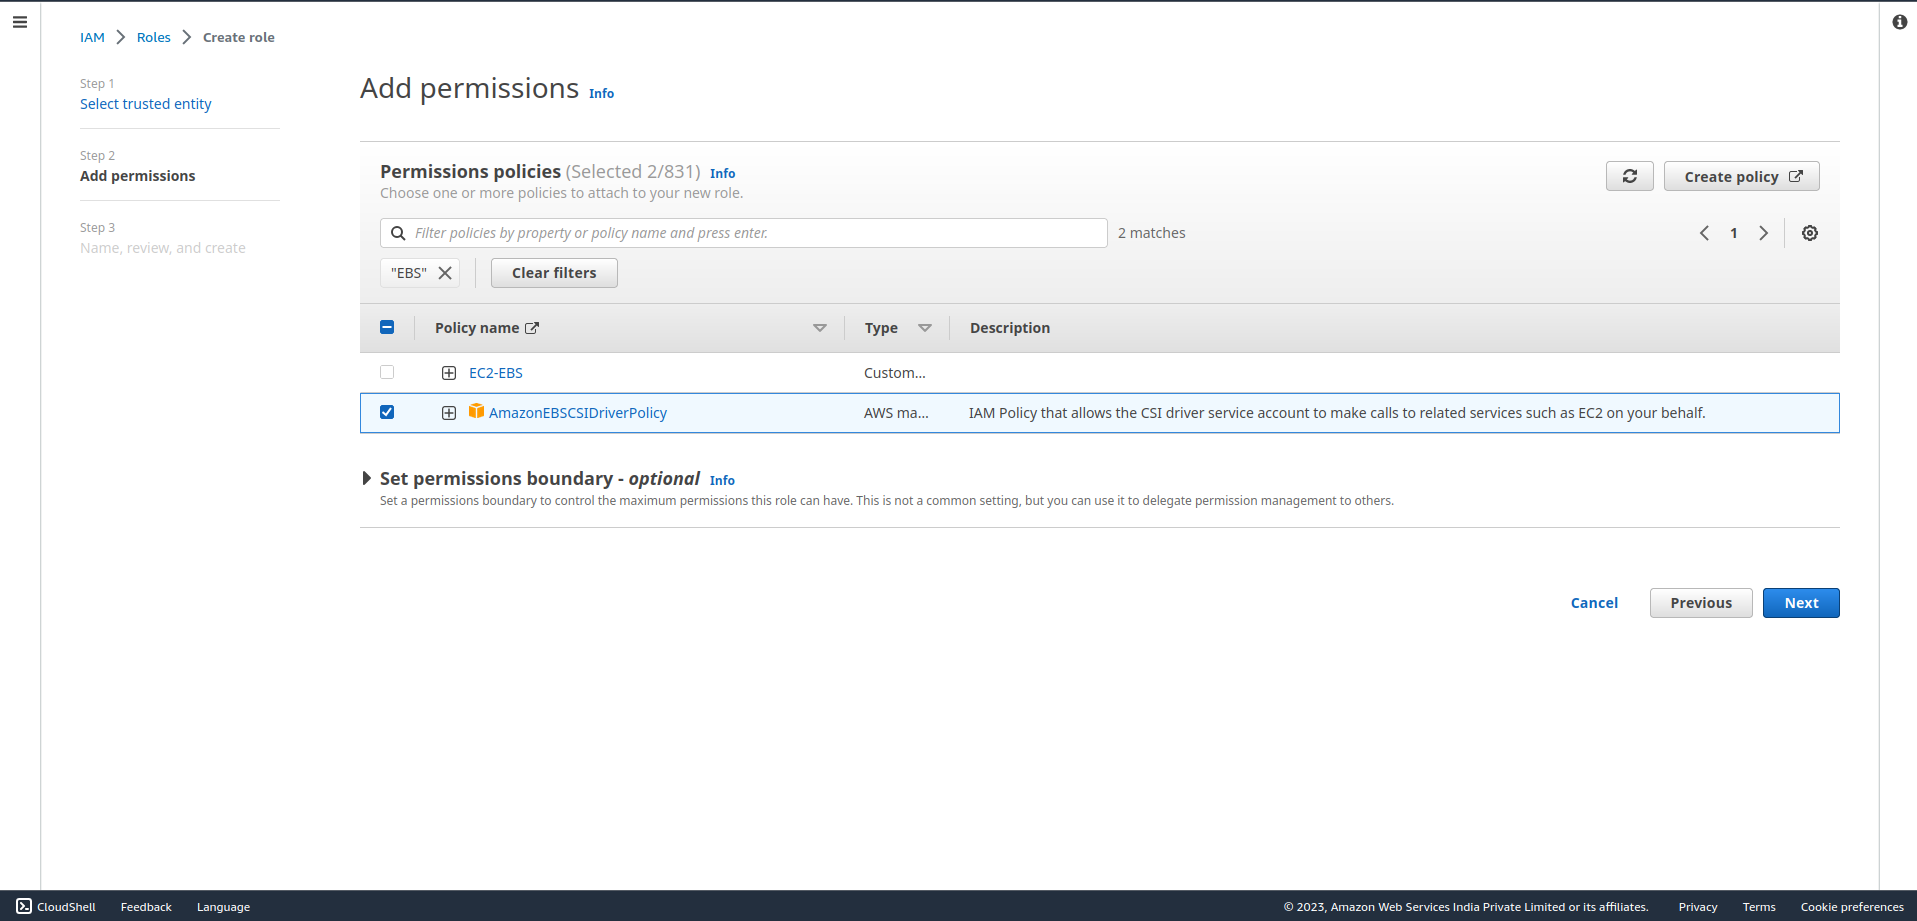 IAM > Roles > Create role
Step 1
Select trusted entity
Step 2
Add permissions
Step 3
Name, review, and create
Add permissions Info
Permissions policies (Selected 2/831) Info
Choose one or more policies to attach to your new role.
Create policy
Filter policies by property or policy name and press enter.
2 matches
1
"EBS"
Clear filters
Policy name Type Description
EC2-EBS Custom...
AmazonEBSCSIDriverPolicy AWS ma... IAM Policy that allows the CSI driver service account to make calls to related services such as EC2 on your behalf.
Set permissions boundary - optional Info
Set a permissions boundary to control the maximum permissions this role can have. This is not a common setting, but you can use it to delegate permission management to others.
Cancel Previous Next
CloudShell Feedback Language © 2023, Amazon Web Services India Private Limited or its affiliates. Privacy Terms Cookie preferences